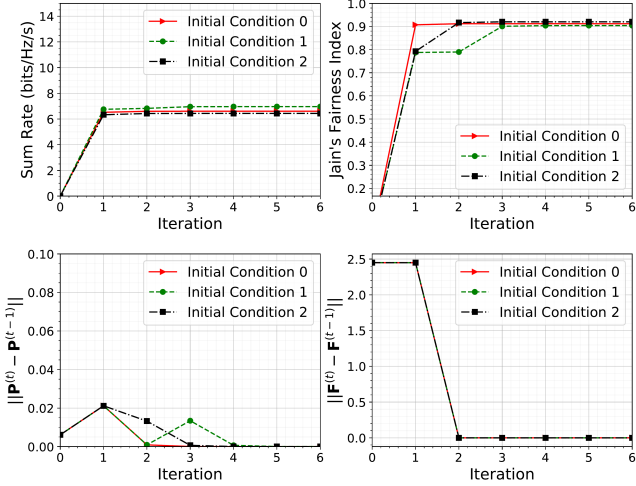 Sum Rate (bits/Hz/s)
14
12
10
8
6
4
2
0
0 1 2 3 4 5 6
Iteration
Initial Condition 0
Initial Condition 1
Initial Condition 2
Jain's Fairness Index
1.0
0.9
0.8
0.7
0.6
0.5
0.4
0.3
0.2
0 1 2 3 4 5 6
Iteration
Initial Condition 0
Initial Condition 1
Initial Condition 2
||P^(t) − P^(t−1)||
0.10
0.08
0.06
0.04
0.02
0.00
0 1 2 3 4 5 6
Iteration
Initial Condition 0
Initial Condition 1
Initial Condition 2
||F^(t) − F^(t−1)||
2.5
2.0
1.5
1.0
0.5
0.0
0 1 2 3 4 5 6
Iteration
Initial Condition 0
Initial Condition 1
Initial Condition 2